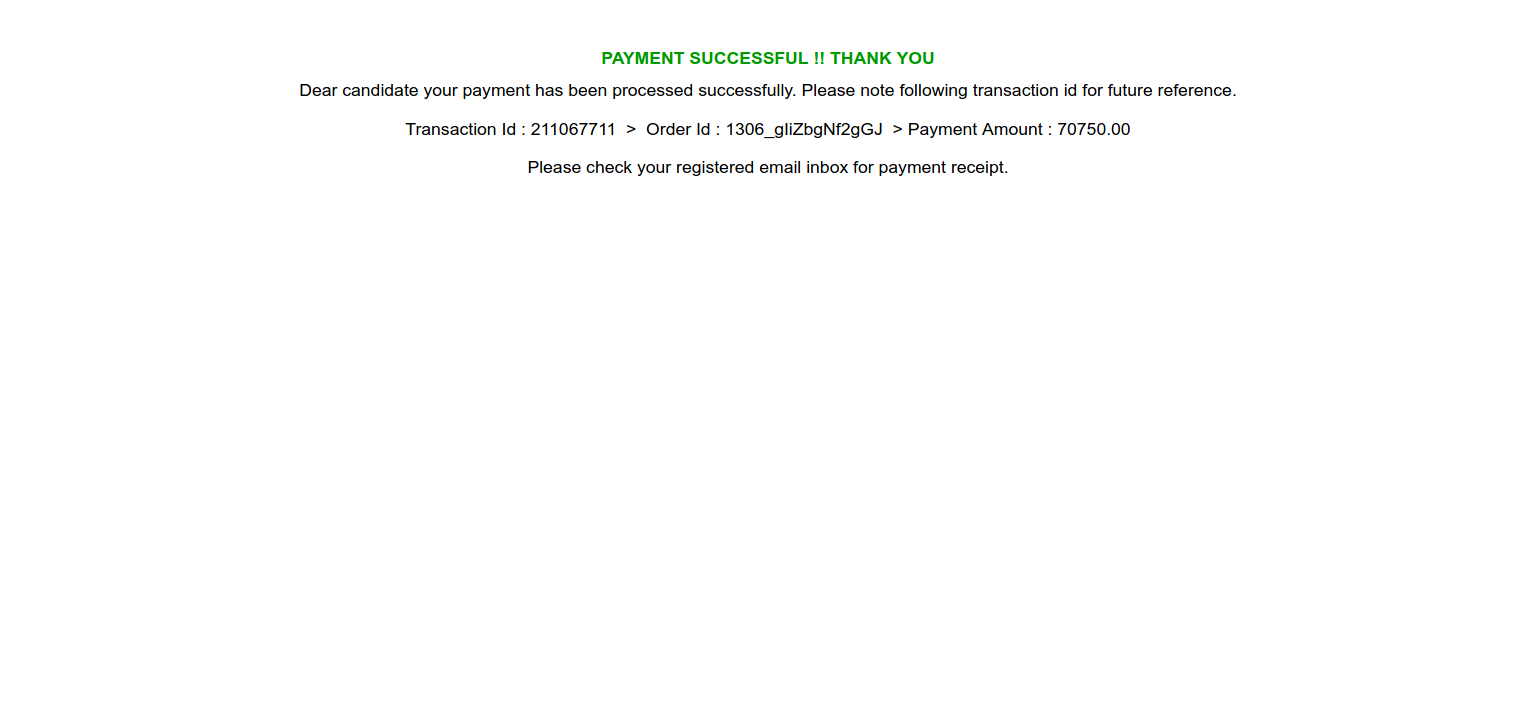 PAYMENT SUCCESSFUL !! THANK YOU
Dear candidate your payment has been processed successfully. Please note following transaction id for future reference.
Transaction Id : 211067711 > Order Id : 1306_gIiZbgNf2gGJ > Payment Amount : 70750.00
Please check your registered email inbox for payment receipt.